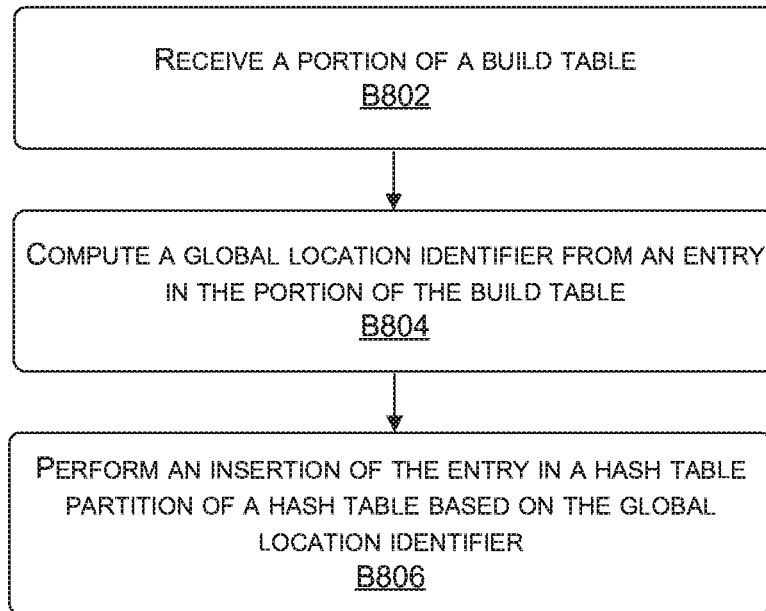 RECEIVE A PORTION OF A BUILD TABLE
B802
COMPUTE A GLOBAL LOCATION IDENTIFIER FROM AN ENTRY
IN THE PORTION OF THE BUILD TABLE
B804
PERFORM AN INSERTION OF THE ENTRY IN A HASH TABLE
PARTITION OF A HASH TABLE BASED ON THE GLOBAL
LOCATION IDENTIFIER
B806